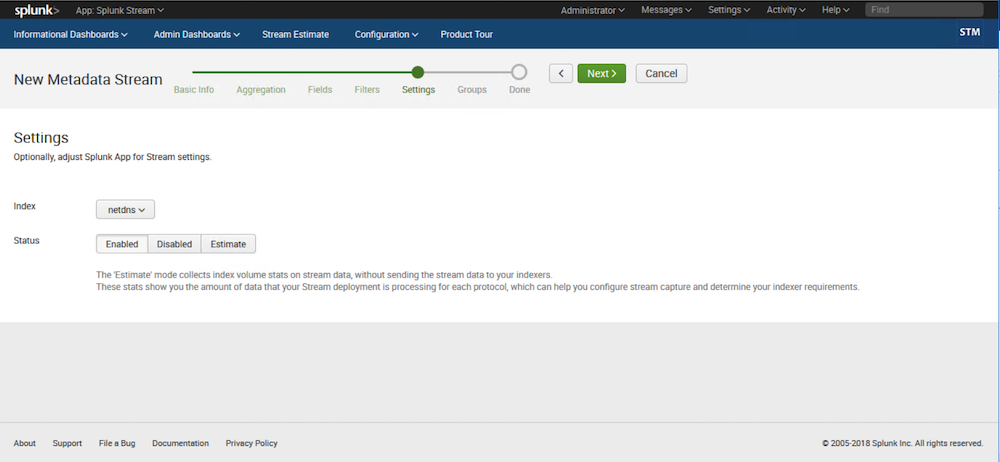 splunk> App: Splunk Stream Administrator Messages Settings Activity Help Find
Informational Dashboards Admin Dashboards Stream Estimate Configuration Product Tour STM
New Metadata Stream Next > Cancel
Basic Info Aggregation Fields Filters Settings Groups Done
Settings
Optionally, adjust Splunk App for Stream settings.
Index netdns
Status Enabled Disabled Estimate
The 'Estimate' mode collects index volume stats on stream data, without sending the stream data to your indexers.
These stats show you the amount of data that your Stream deployment is processing for each protocol, which can help you configure stream capture and determine your indexer requirements.
About Support File a Bug Documentation Privacy Policy © 2005-2018 Splunk Inc. All rights reserved.